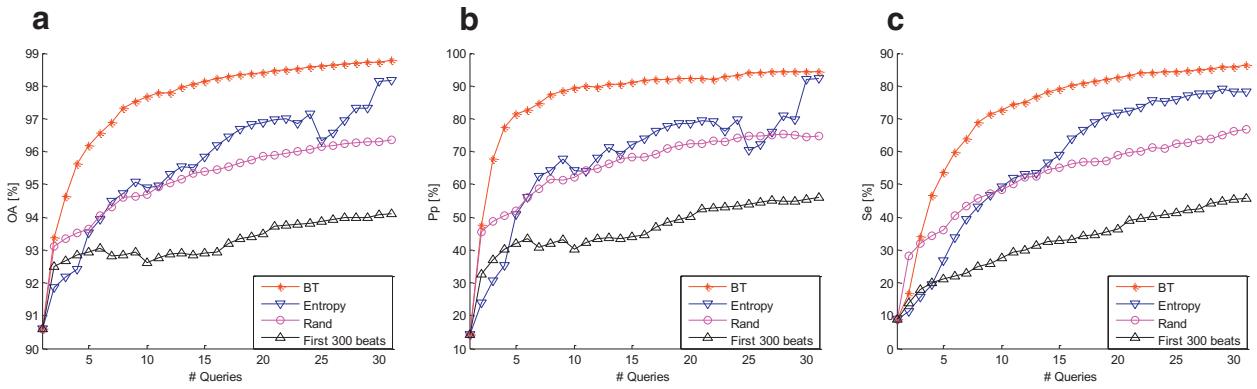 a
99
98
97
96
95
94
93
92
91
90
OA [%]
5 10 15 20 25 30
# Queries
BT
Entropy
Rand
First 300 beats
b
100
90
80
70
60
50
40
30
20
10
Pp [%]
5 10 15 20 25 30
# Queries
BT
Entropy
Rand
First 300 beats
c
100
90
80
70
60
50
40
30
20
10
0
Se [%]
5 10 15 20 25 30
# Queries
BT
Entropy
Rand
First 300 beats